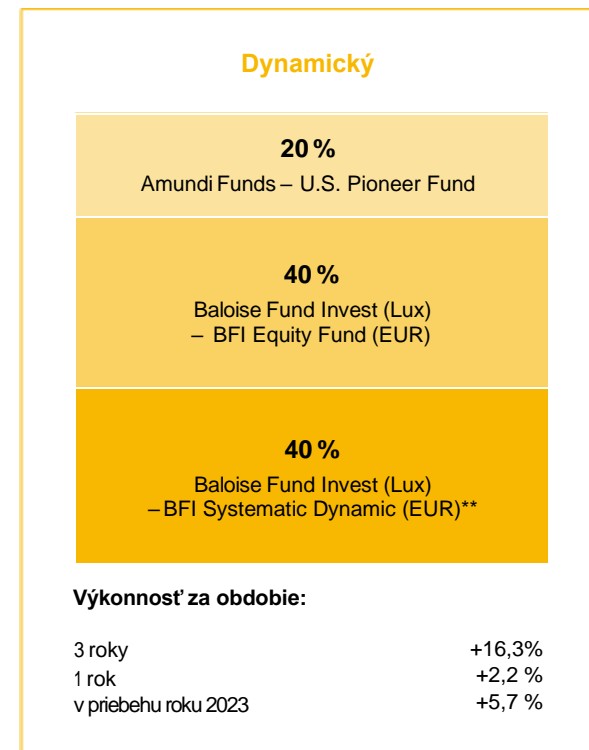 Dynamický
20 %
Amundi Funds – U.S. Pioneer Fund
40 %
Baloise Fund Invest (Lux)
– BFI Equity Fund (EUR)
40 %
Baloise Fund Invest (Lux)
– BFI Systematic Dynamic (EUR)**
Výkonnosť za obdobie:
3 roky +16,3%
1 rok +2,2 %
v priebehu roku 2023 +5,7 %